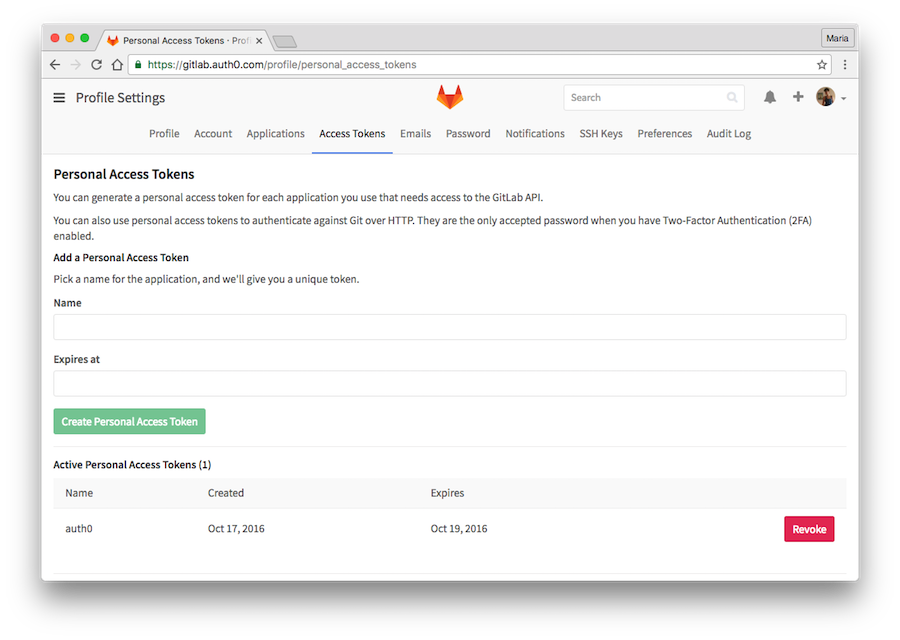 Personal Access Tokens · Profi
Maria
https://gitlab.auth0.com/profile/personal_access_tokens
Profile Settings
Search
Profile Account Applications Access Tokens Emails Password Notifications SSH Keys Preferences Audit Log
Personal Access Tokens
You can generate a personal access token for each application you use that needs access to the GitLab API.
You can also use personal access tokens to authenticate against Git over HTTP. They are the only accepted password when you have Two-Factor Authentication (2FA)
enabled.
Add a Personal Access Token
Pick a name for the application, and we'll give you a unique token.
Name
Expires at
Create Personal Access Token
Active Personal Access Tokens (1)
Name Created Expires
auth0 Oct 17, 2016 Oct 19, 2016 Revoke